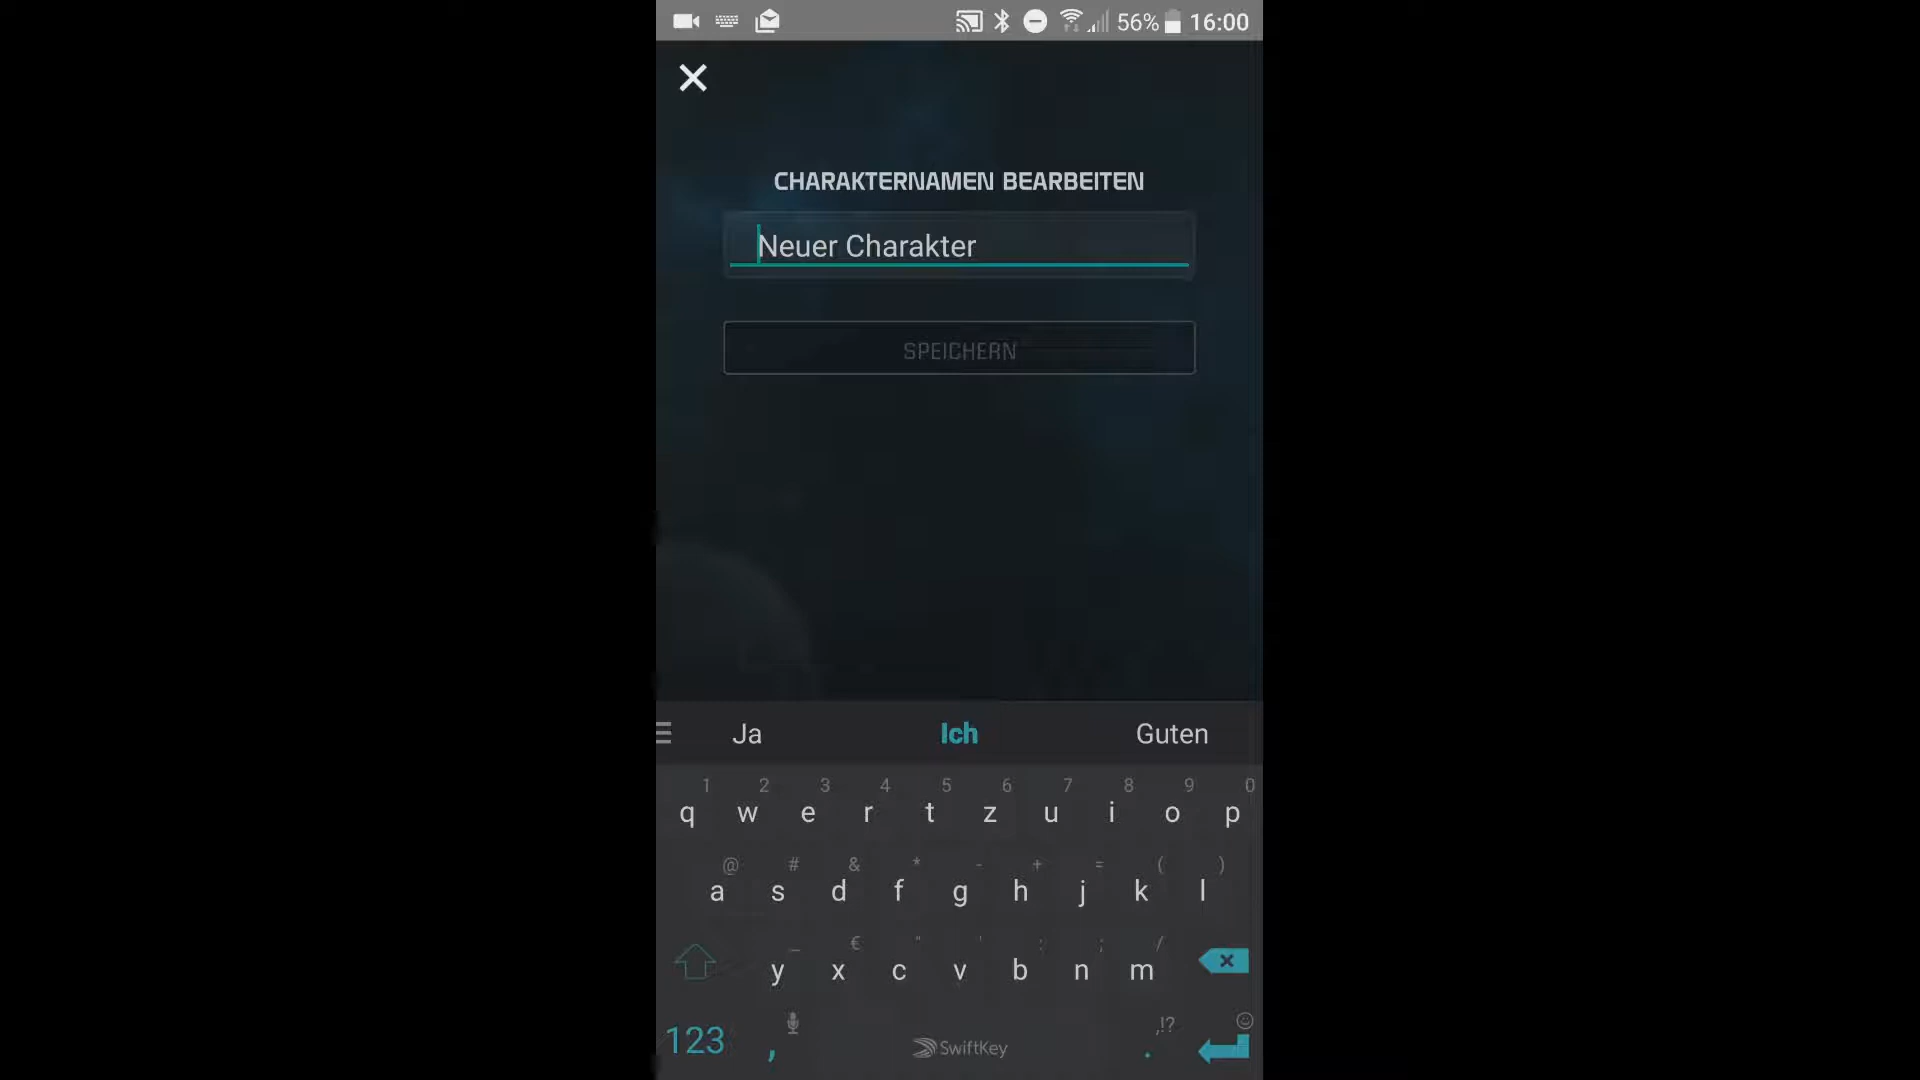 56% 16:00
CHARAKTERNAMEN BEARBEITEN
Neuer Charakter
SPEICHERN
Ja Ich Guten
1 2 3 4 5 6 7 8 9 0
q w e r t z u i o p
@ # & * - + = ( )
a s d f g h j k l
_ € " ' : ; /
y x c v b n m
,!?
123 , SwiftKey .